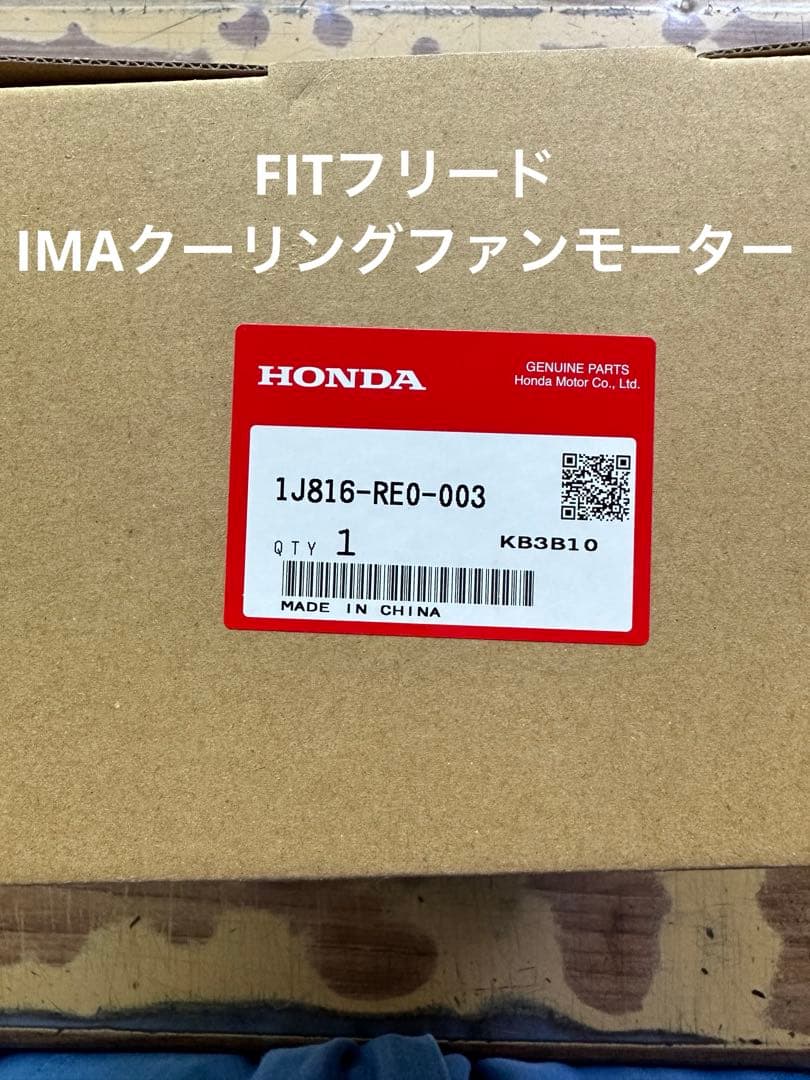 FITフリード
IMAクーリングファンモーター
HONDA
GENUINE PARTS
Honda Motor Co., Ltd.
1J816-RE0-003
QTY 1
KB3B10
MADE IN CHINA